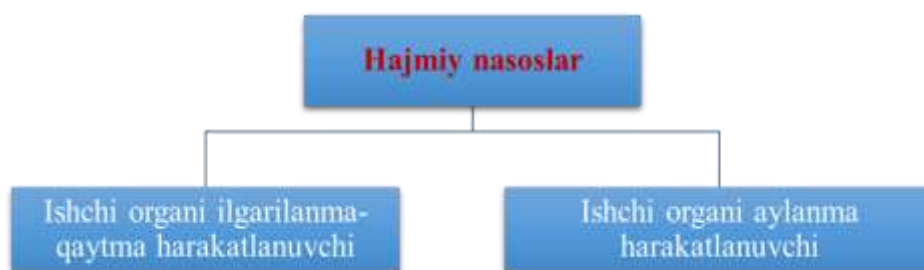 Hajmiy nasoslar
Ishchi organi ilgarilanma-
qaytma harakatlanuvchi
Ishchi organi aylanma
harakatlanuvchi